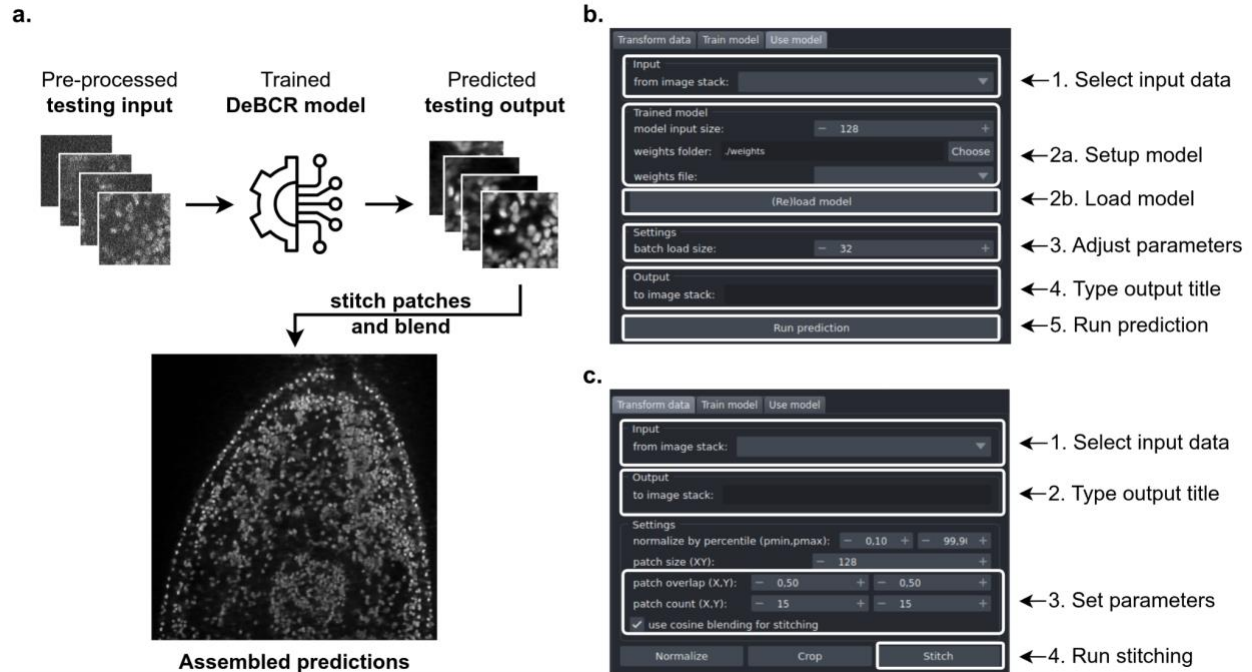 a.
Pre-processed
testing input
Trained
DeBCR model
Predicted
testing output
stitch patches
and blend
Assembled predictions
b.
Transform data Train model Use model
Input
from image stack:
1. Select input data
Trained model
model input size: − 128 +
weights folder: ./weights Choose
2a. Setup model
weights file:
(Re)load model
2b. Load model
Settings
batch load size: − 32 +
3. Adjust parameters
Output
to image stack:
4. Type output title
Run prediction
5. Run prediction
c.
Transform data Train model Use model
Input
from image stack:
1. Select input data
Output
to image stack:
2. Type output title
Settings
normalize by percentile (pmin,pmax): − 0,10 + − 99,9 +
patch size (XY): − 128 +
patch overlap (X,Y): − 0,50 + − 0,50 +
patch count (X,Y): − 15 + − 15 +
3. Set parameters
use cosine blending for stitching
Normalize Crop Stitch
4. Run stitching